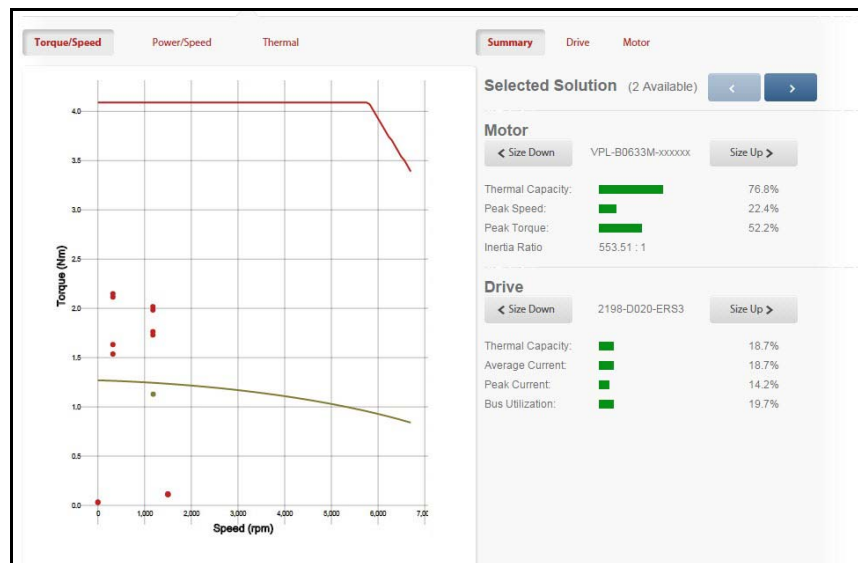 Torque/Speed Power/Speed Thermal
Summary Drive Motor
Selected Solution (2 Available) < >
Motor
< Size Down VPL-B0633M-xxxxxx Size Up >
Thermal Capacity: 76.8%
Peak Speed: 22.4%
Peak Torque: 52.2%
Inertia Ratio 553.51 : 1
Drive
< Size Down 2198-D020-ERS3 Size Up >
Thermal Capacity: 18.7%
Average Current: 18.7%
Peak Current: 14.2%
Bus Utilization: 19.7%
Torque (Nm)
4.0
3.5
3.0
2.5
2.0
1.5
1.0
0.5
0.0
0 1,000 2,000 3,000 4,000 5,000 6,000 7,00
Speed (rpm)